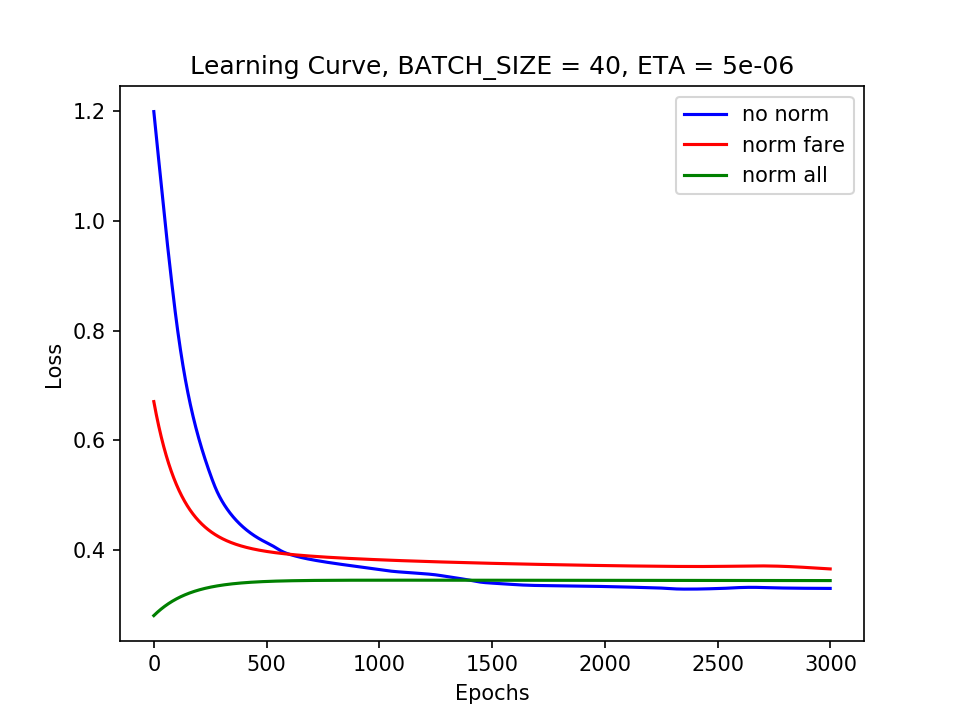 Learning Curve, BATCH_SIZE = 40, ETA = 5e-06
no norm
norm fare
norm all
1.2
1.0
0.8
0.6
0.4
Loss
0 500 1000 1500 2000 2500 3000
Epochs